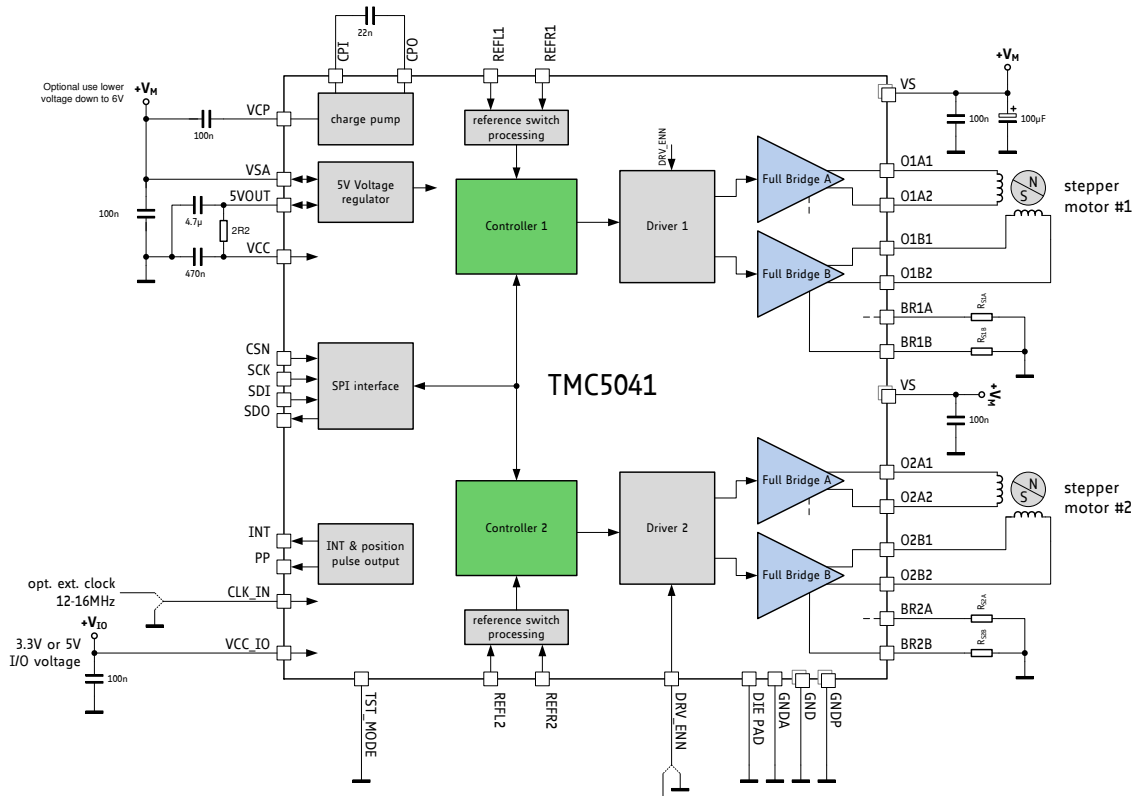 CPI
22n
CPO
REFL1
REFR1
Optional use lower
voltage down to 6V
+VM
VCP
100n
charge pump
reference switch
processing
VS
+VM
100n
+
100µF
VSA
5VOUT
100n
4.7µ
2R2
5V Voltage
regulator
VCC
470n
Controller 1
DRV_ENN
Driver 1
Full Bridge A
Full Bridge B
O1A1
O1A2
O1B1
O1B2
N
S
stepper
motor #1
BR1A
RS1A
BR1B
RS1B
CSN
SCK
SDI
SDO
SPI interface
TMC5041
VS
+VM
100n
Controller 2
Driver 2
Full Bridge A
Full Bridge B
O2A1
O2A2
O2B1
O2B2
N
S
stepper
motor #2
BR2A
RS2A
BR2B
RS2B
INT
PP
INT & position
pulse output
opt. ext. clock
12-16MHz
CLK_IN
+VIO
3.3V or 5V
I/O voltage
VCC_IO
100n
reference switch
processing
TST_MODE
REFL2
REFR2
DRV_ENN
DIE PAD
GNDA
GND
GNDP